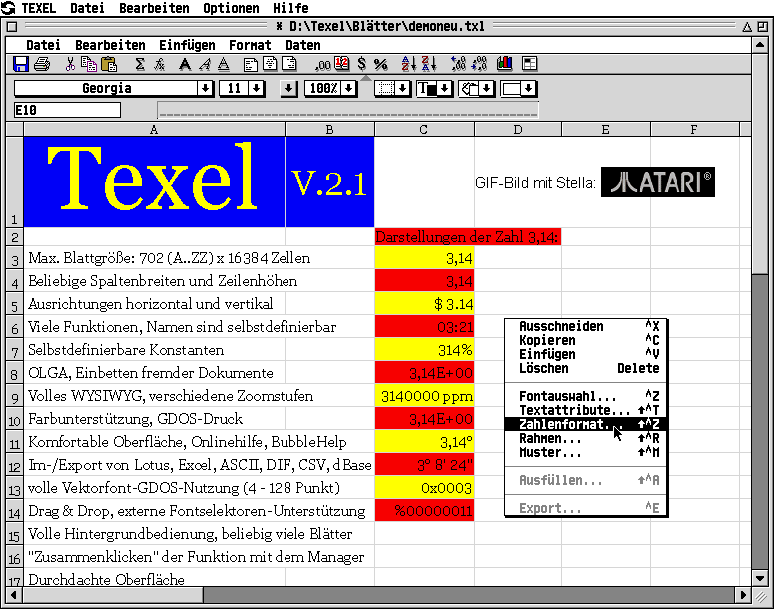 TEXEL Datei Bearbeiten Optionen Hilfe
* D:\Texel\Blätter\demoneu.txl
Datei Bearbeiten Einfügen Format Daten
Georgia 11 100%
E10
A B C D E F
Texel V.2.1 GIF-Bild mit Stella: ATARI®
1
2 Darstellungen der Zahl 3,14:
3 Max. Blattgröße: 702 (A..ZZ) x 16384 Zellen 3,14
4 Beliebige Spaltenbreiten und Zeilenhöhen 3,14
5 Ausrichtungen horizontal und vertikal $ 3.14
6 Viele Funktionen, Namen sind selbstdefinierbar 03:21
7 Selbstdefinierbare Konstanten 314%
8 OLGA, Einbetten fremder Dokumente 3,14E+00
9 Volles WYSIWYG, verschiedene Zoomstufen 3140000 ppm
10 Farbunterstützung, GDOS-Druck 3,14E+00
11 Komfortable Oberfläche, Onlinehilfe, BubbleHelp 3,14°
12 Im-/Export von Lotus, Excel, ASCII, DIF, CSV, dBase 3° 8' 24"
13 volle Vektorfont-GDOS-Nutzung (4 - 128 Punkt) 0x0003
14 Drag & Drop, externe Fontselektoren-Unterstützung %00000011
15 Volle Hintergrundbedienung, beliebig viele Blätter
16 "Zusammenklicken" der Funktion mit dem Manager
17 Durchdachte Oberfläche
Ausschneiden ^X
Kopieren ^C
Einfügen ^V
Löschen Delete
Fontauswahl... ^Z
Textattribute... ⇧^T
Zahlenformat... ⇧^Z
Rahmen... ⇧^R
Muster... ⇧^M
Ausfüllen... ⇧^A
Export... ^E